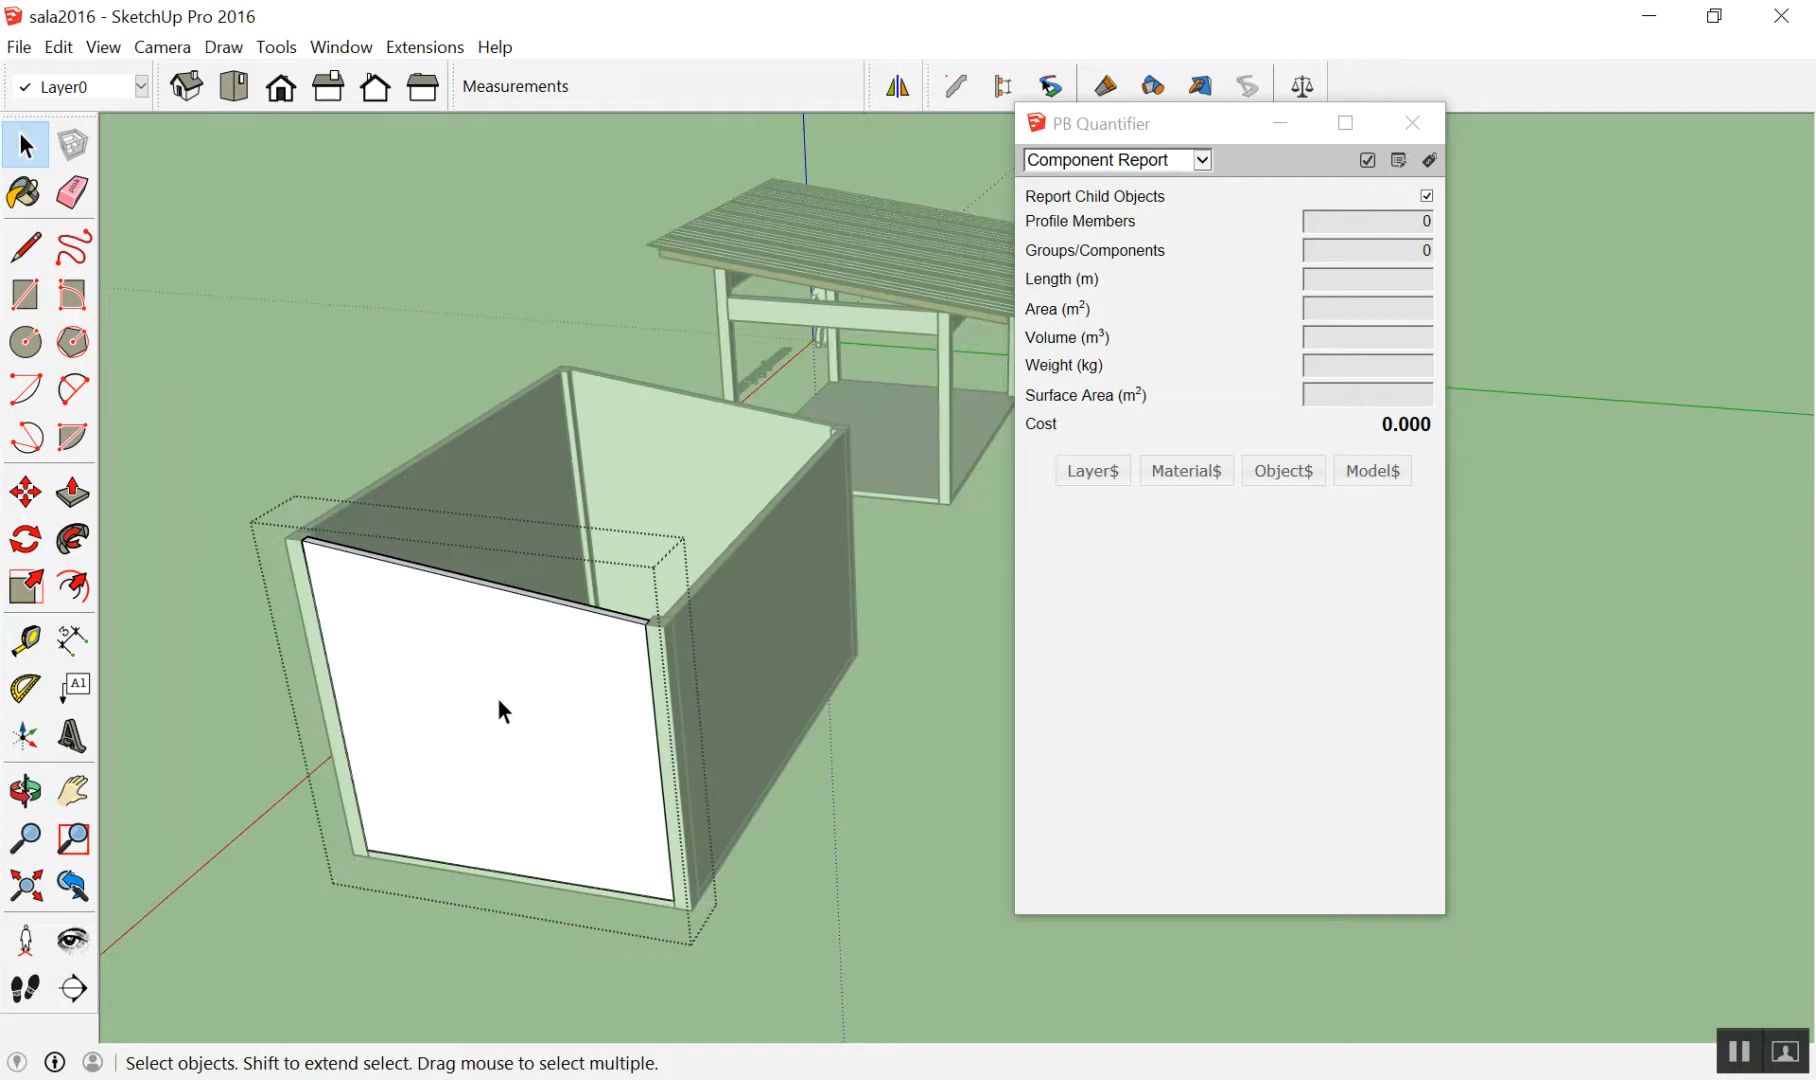 sala2016 - SketchUp Pro 2016
File Edit View Camera Draw Tools Window Extensions Help
Layer0
Measurements
PB Quantifier
Component Report
Report Child Objects
Profile Members 0
Groups/Components 0
Length (m)
Area (m²)
Volume (m³)
Weight (kg)
Surface Area (m²)
Cost 0.000
Layer$ Material$ Object$ Model$
A1
Select objects. Shift to extend select. Drag mouse to select multiple.